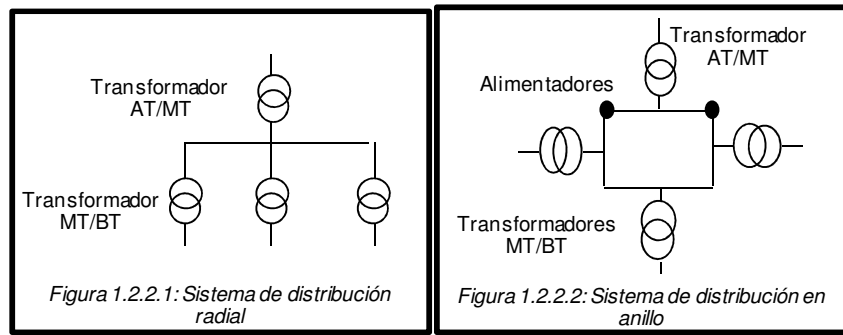 Transformador
AT/MT
Transformador
MT/BT
Figura 1.2.2.1: Sistema de distribución
radial
Transformador
AT/MT
Alimentadores
Transformadores
MT/BT
Figura 1.2.2.2: Sistema de distribución en
anillo